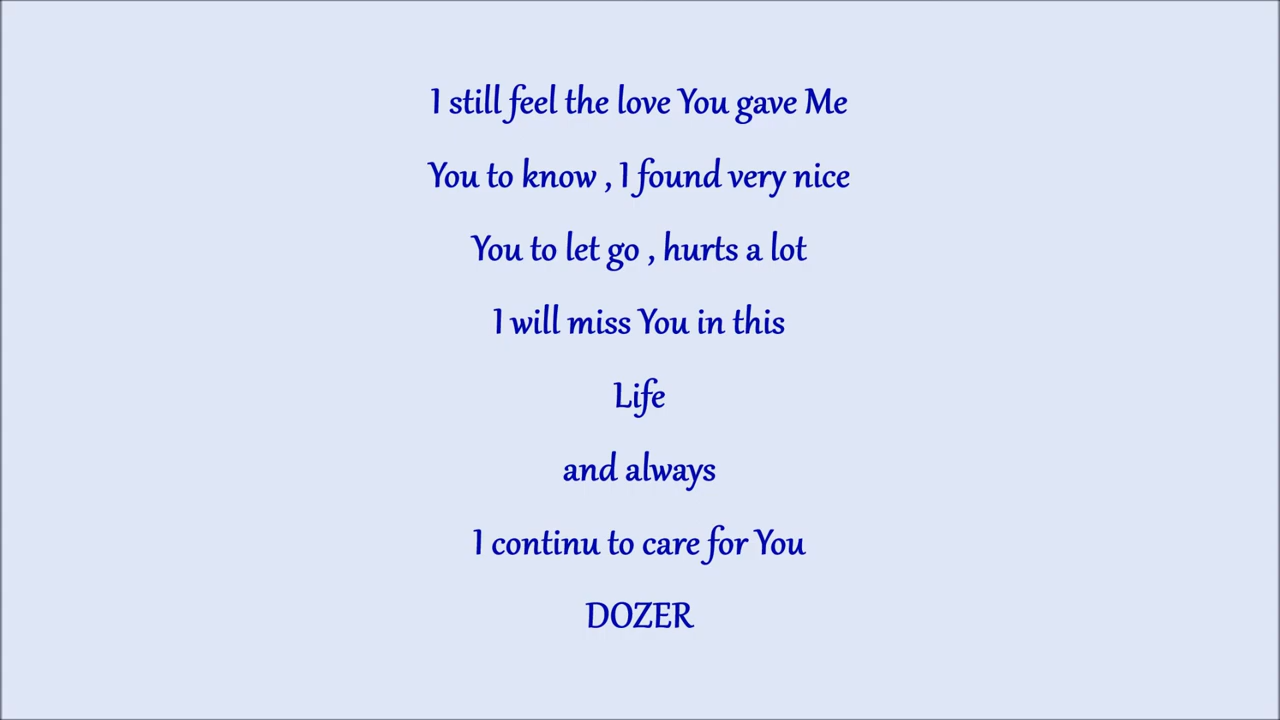 I still feel the love You gave Me
You to know , I found very nice
You to let go , hurts a lot
I will miss You in this
Life
and always
I continu to care for You
DOZER